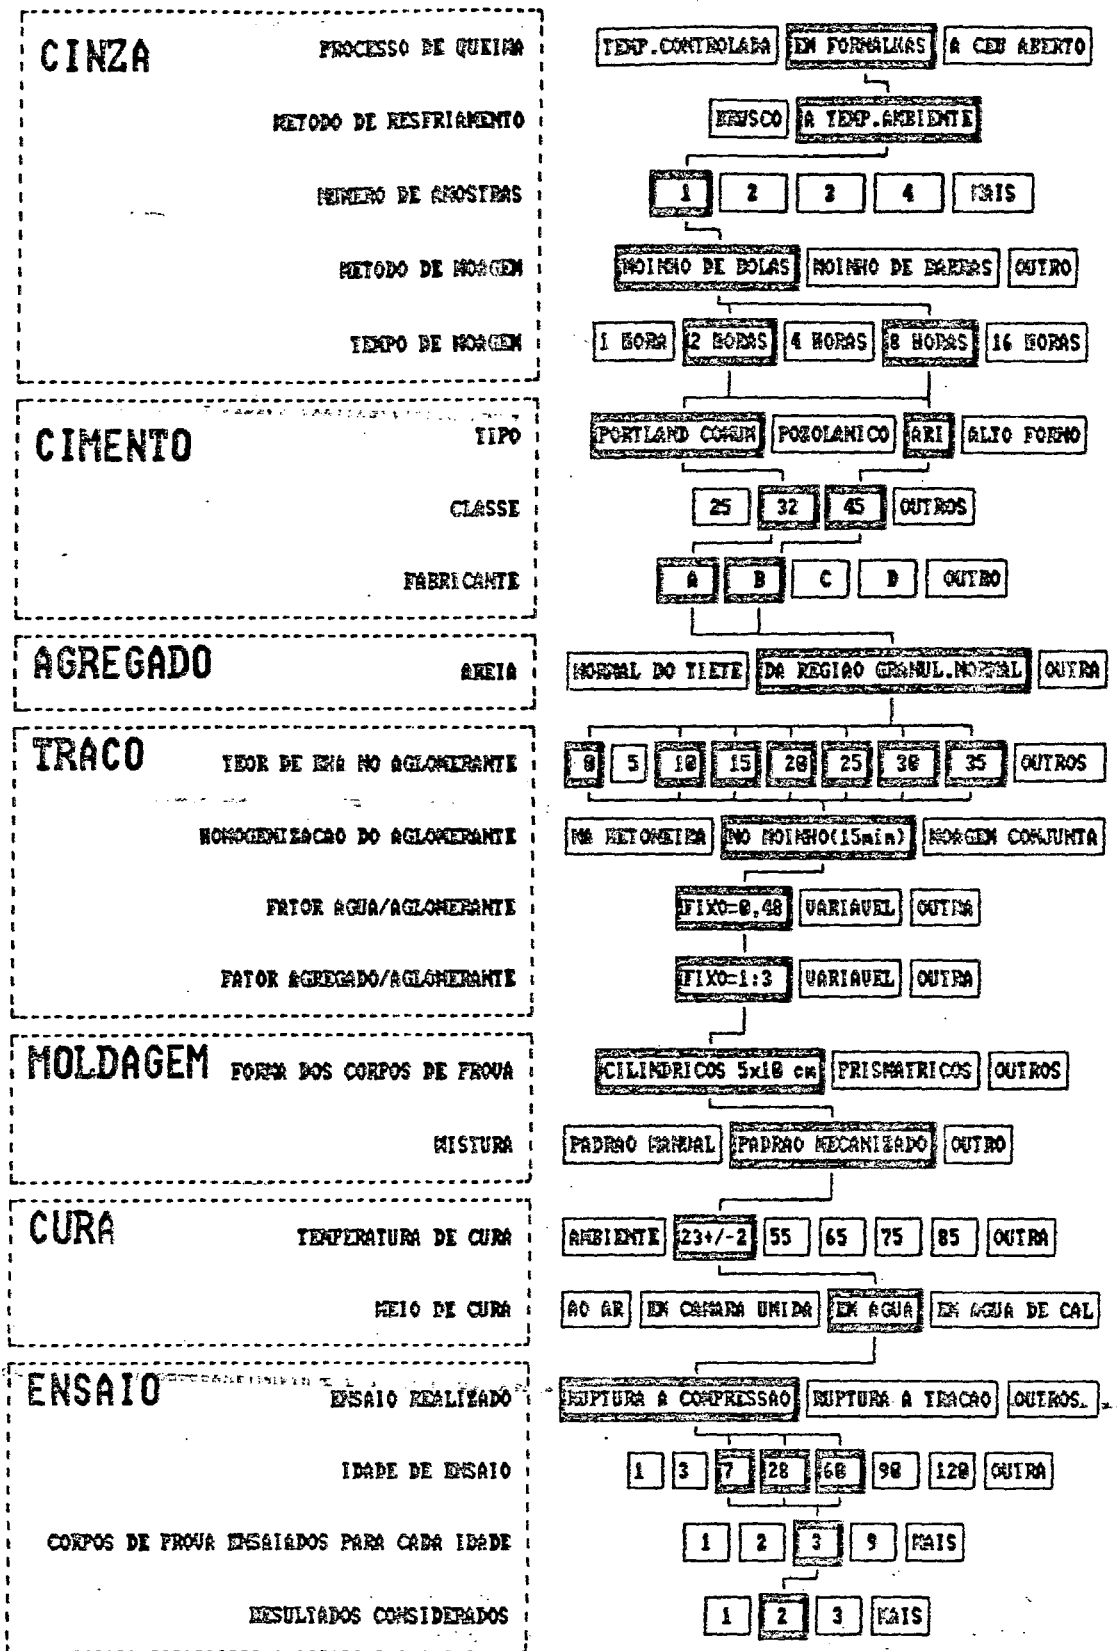 CINZA PROCESSO DE QUEIMA TEMP.CONTROLADA EM FORNALHAS A CEU ABERTO
METODO DE RESFRIAMENTO BRUSCO A TEMP.AMBIENTE
NUMERO DE AMOSTRAS 1 2 3 4 MAIS
METODO DE MOAGEM MOINHO DE BOLAS MOINHO DE BARRAS OUTRO
TEMPO DE MOAGEM 1 HORA 2 HORAS 4 HORAS 8 HORAS 16 HORAS
CIMENTO TIPO PORTLAND COMUM POZOLANICO ARI ALTO FORNO
CLASSE 25 32 45 OUTROS
FABRICANTE A B C D OUTRO
AGREGADO AREIA NORMAL DO TIETE DA REGIAO GRANUL.NORMAL OUTRA
TRACO TEOR DE CZA NO AGLOMERANTE 0 5 10 15 20 25 30 35 OUTROS
HOMOGENIZACAO DO AGLOMERANTE NA BETONEIRA NO MOINHO(15min) MOAGEM CONJUNTA
FATOR AGUA/AGLOMERANTE FIXO=0,48 VARIAVEL OUTRA
FATOR AGREGADO/AGLOMERANTE FIXO=1:3 VARIAVEL OUTRA
MOLDAGEM FORMA DOS CORPOS DE PROVA CILINDRICOS 5x10 cm PRISMATRICOS OUTROS
MISTURA PADRAO MANUAL PADRAO MECANIZADO OUTRO
CURA TEMPERATURA DE CURA AMBIENTE 23+/-2 55 65 75 85 OUTRA
MEIO DE CURA AO AR EM CAMARA UMIDA EM AGUA EM AGUA DE CAL
ENSAIO ENSAIO REALIZADO RUPTURA A COMPRESSAO RUPTURA A TRACAO OUTROS
IDADE DE ENSAIO 1 3 7 28 60 90 120 OUTRA
CORPOS DE PROVA ENSAIADOS PARA CADA IDADE 1 2 3 9 MAIS
RESULTADOS CONSIDERADOS 1 2 3 MAIS